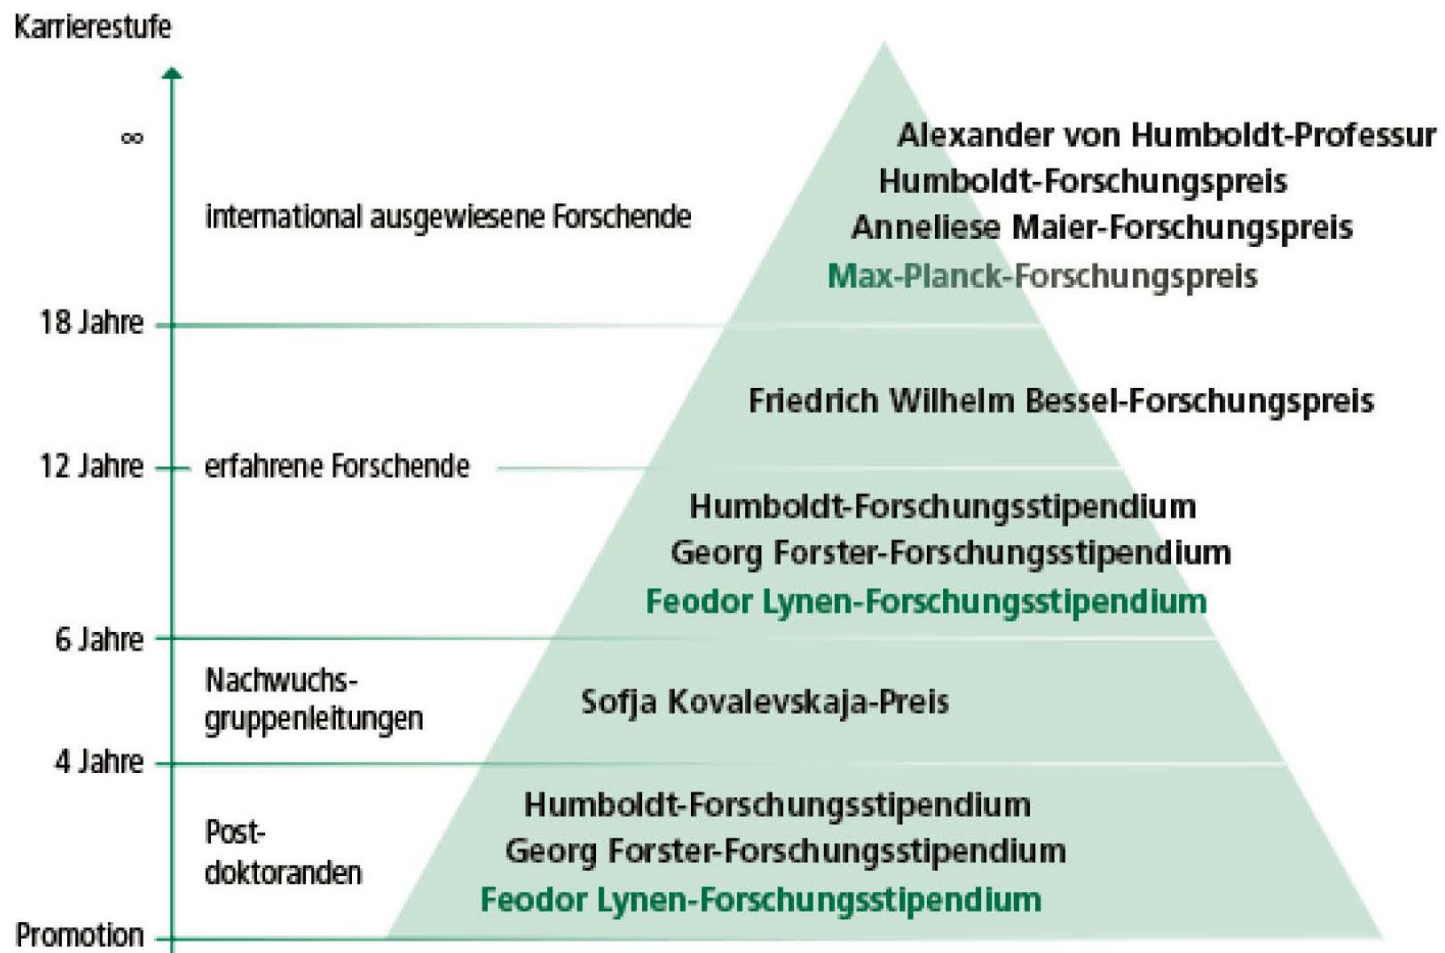 Karrierestufe
∞
Alexander von Humboldt-Professur
Humboldt-Forschungspreis
international ausgewiesene Forschende
Anneliese Maier-Forschungspreis
Max-Planck-Forschungspreis
18 Jahre
Friedrich Wilhelm Bessel-Forschungspreis
12 Jahre
erfahrene Forschende
Humboldt-Forschungsstipendium
Georg Forster-Forschungsstipendium
Feodor Lynen-Forschungsstipendium
6 Jahre
Nachwuchs-
gruppenleitungen
Sofja Kovalevskaja-Preis
4 Jahre
Humboldt-Forschungsstipendium
Post-
doktoranden
Georg Forster-Forschungsstipendium
Feodor Lynen-Forschungsstipendium
Promotion